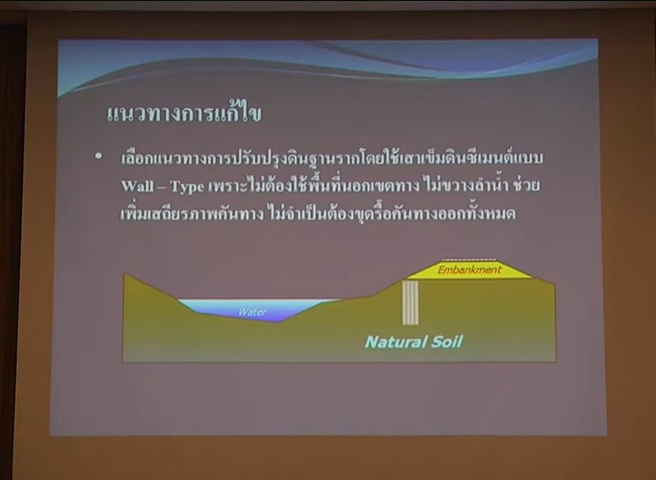 แนวทางการแก้ไข
• เลือกแนวทางการปรับปรุงดินฐานรากโดยใช้เสาเข็มดินซีเมนต์แบบ
Wall – Type เพราะไม่ต้องใช้พื้นที่นอกเขตทาง ไม่ขวางลำน้ำ ช่วย
เพิ่มเสถียรภาพคันทาง ไม่จำเป็นต้องขุดรื้อคันทางออกทั้งหมด
Embankment
Water
Natural Soil